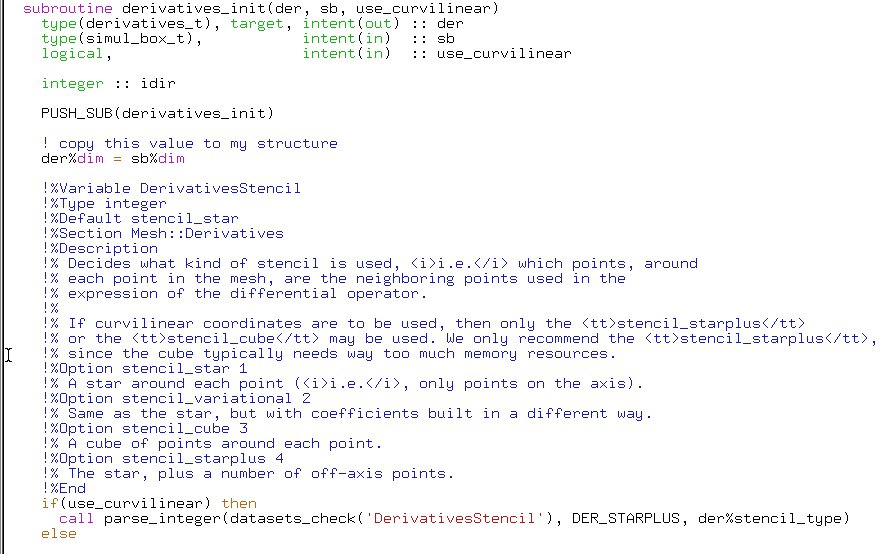 subroutine derivatives_init(der, sb, use_curvilinear)
  type(derivatives_t), target, intent(out) :: der
  type(simul_box_t),           intent(in)  :: sb
  logical,                     intent(in)  :: use_curvilinear

  integer :: idir

  PUSH_SUB(derivatives_init)

  ! copy this value to my structure
  der%dim = sb%dim

  !%Variable DerivativesStencil
  !%Type integer
  !%Default stencil_star
  !%Section Mesh::Derivatives
  !%Description
  !% Decides what kind of stencil is used, <i>i.e.</i> which points, around
  !% each point in the mesh, are the neighboring points used in the
  !% expression of the differential operator.
  !%
  !% If curvilinear coordinates are to be used, then only the <tt>stencil_starplus</tt>
  !% or the <tt>stencil_cube</tt> may be used. We only recommend the <tt>stencil_starplus</tt>,
  !% since the cube typically needs way too much memory resources.
  !%Option stencil_star 1
  !% A star around each point (<i>i.e.</i>, only points on the axis).
  !%Option stencil_variational 2
  !% Same as the star, but with coefficients built in a different way.
  !%Option stencil_cube 3
  !% A cube of points around each point.
  !%Option stencil_starplus 4
  !% The star, plus a number of off-axis points.
  !%End
  if(use_curvilinear) then
    call parse_integer(datasets_check('DerivativesStencil'), DER_STARPLUS, der%stencil_type)
  else